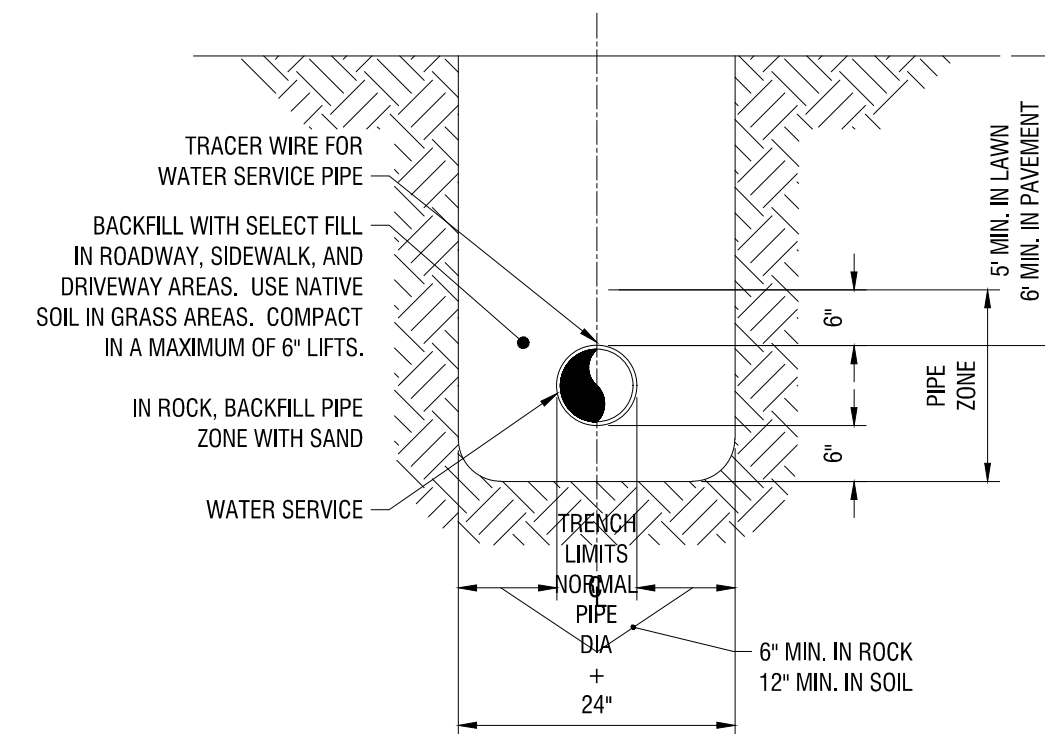 TRACER WIRE FOR
WATER SERVICE PIPE
BACKFILL WITH SELECT FILL
IN ROADWAY, SIDEWALK, AND
DRIVEWAY AREAS. USE NATIVE
SOIL IN GRASS AREAS. COMPACT
IN A MAXIMUM OF 6" LIFTS.
IN ROCK, BACKFILL PIPE
ZONE WITH SAND
WATER SERVICE
5' MIN. IN LAWN
6' MIN. IN PAVEMENT
6"
PIPE
ZONE
6"
TRENCH
LIMITS
NORMAL
CL
PIPE
DIA
+
24"
6" MIN. IN ROCK
12" MIN. IN SOIL